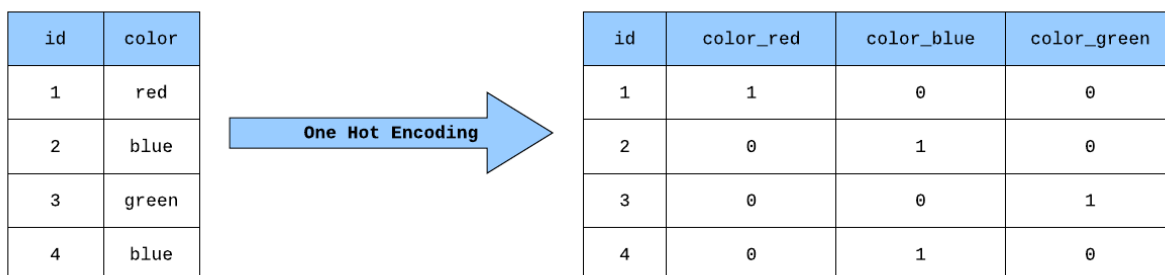 id color
1 red
2 blue
3 green
4 blue
One Hot Encoding
id color_red color_blue color_green
1 1 0 0
2 0 1 0
3 0 0 1
4 0 1 0